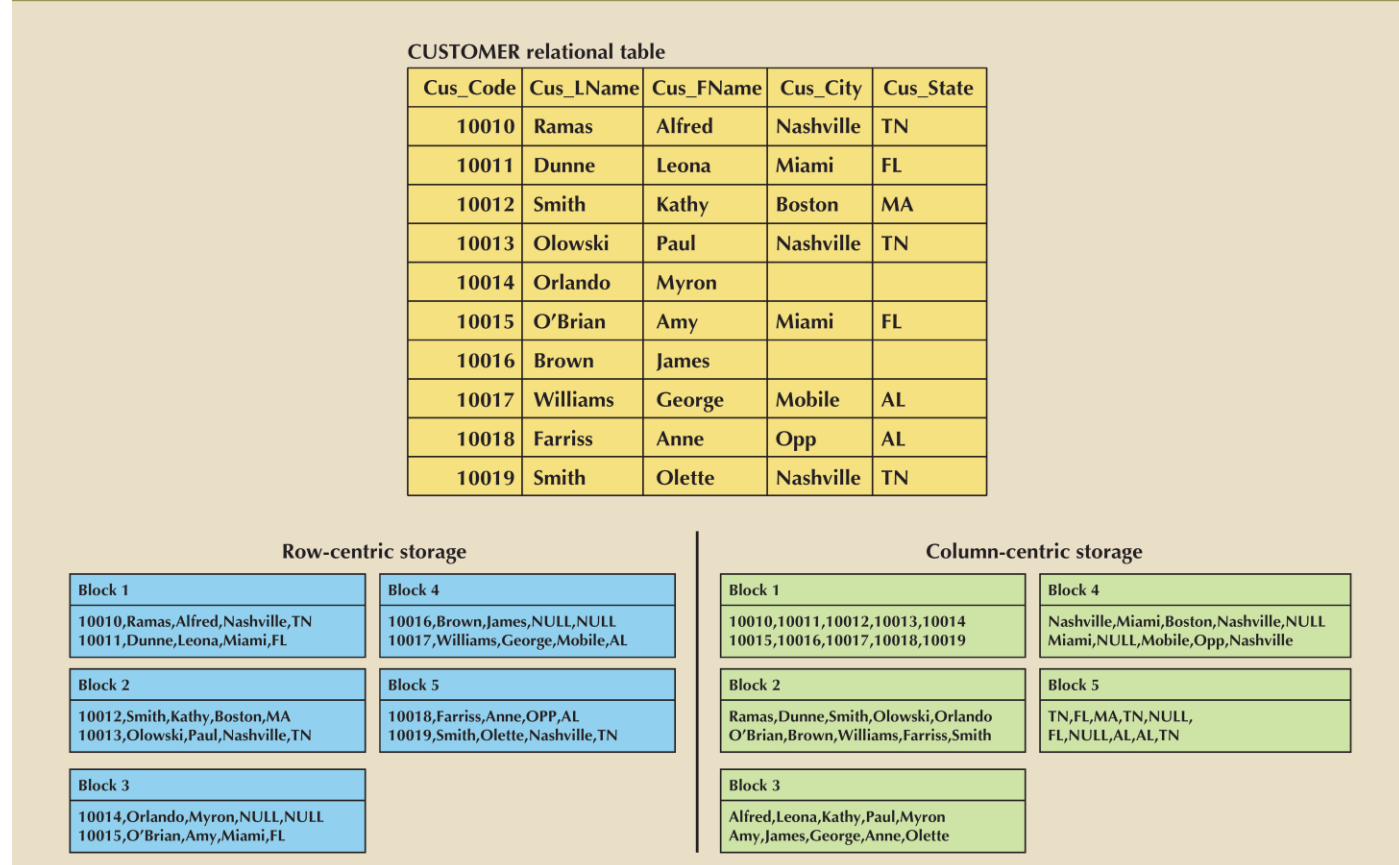 CUSTOMER relational table
Cus_Code Cus_LName Cus_FName Cus_City Cus_State
10010 Ramas Alfred Nashville TN
10011 Dunne Leona Miami FL
10012 Smith Kathy Boston MA
10013 Olowski Paul Nashville TN
10014 Orlando Myron
10015 O’Brian Amy Miami FL
10016 Brown James
10017 Williams George Mobile AL
10018 Farriss Anne Opp AL
10019 Smith Olette Nashville TN
Row-centric storage
Block 1
10010,Ramas,Alfred,Nashville,TN
10011,Dunne,Leona,Miami,FL
Block 2
10012,Smith,Kathy,Boston,MA
10013,Olowski,Paul,Nashville,TN
Block 3
10014,Orlando,Myron,NULL,NULL
10015,O’Brian,Amy,Miami,FL
Block 4
10016,Brown,James,NULL,NULL
10017,Williams,George,Mobile,AL
Block 5
10018,Farriss,Anne,OPP,AL
10019,Smith,Olette,Nashville,TN
Column-centric storage
Block 1
10010,10011,10012,10013,10014
10015,10016,10017,10018,10019
Block 2
Ramas,Dunne,Smith,Olowski,Orlando
O’Brian,Brown,Williams,Farriss,Smith
Block 3
Alfred,Leona,Kathy,Paul,Myron
Amy,James,George,Anne,Olette
Block 4
Nashville,Miami,Boston,Nashville,NULL
Miami,NULL,Mobile,Opp,Nashville
Block 5
TN,FL,MA,TN,NULL,
FL,NULL,AL,AL,TN